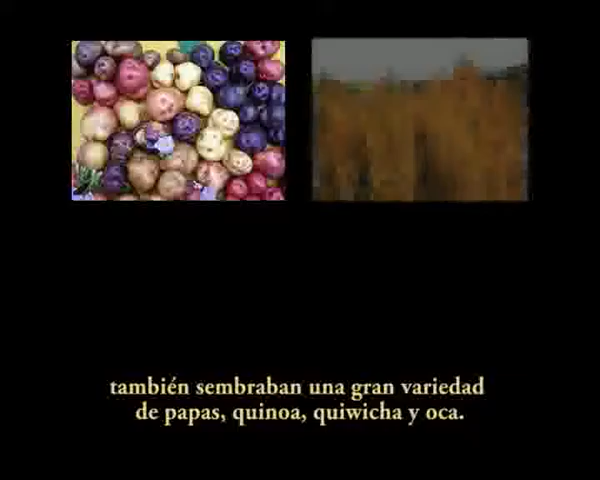 también sembraban una gran variedad
de papas, quinoa, quiwicha y oca.